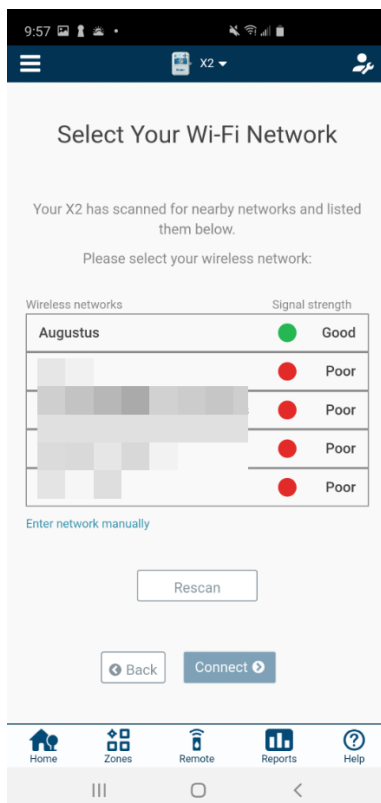 9:57
X2
Select Your Wi-Fi Network
Your X2 has scanned for nearby networks and listed
them below.
Please select your wireless network:
Wireless networks Signal strength
Augustus Good
Poor
Poor
Poor
Poor
Enter network manually
Rescan
Back Connect
Home Zones Remote Reports Help